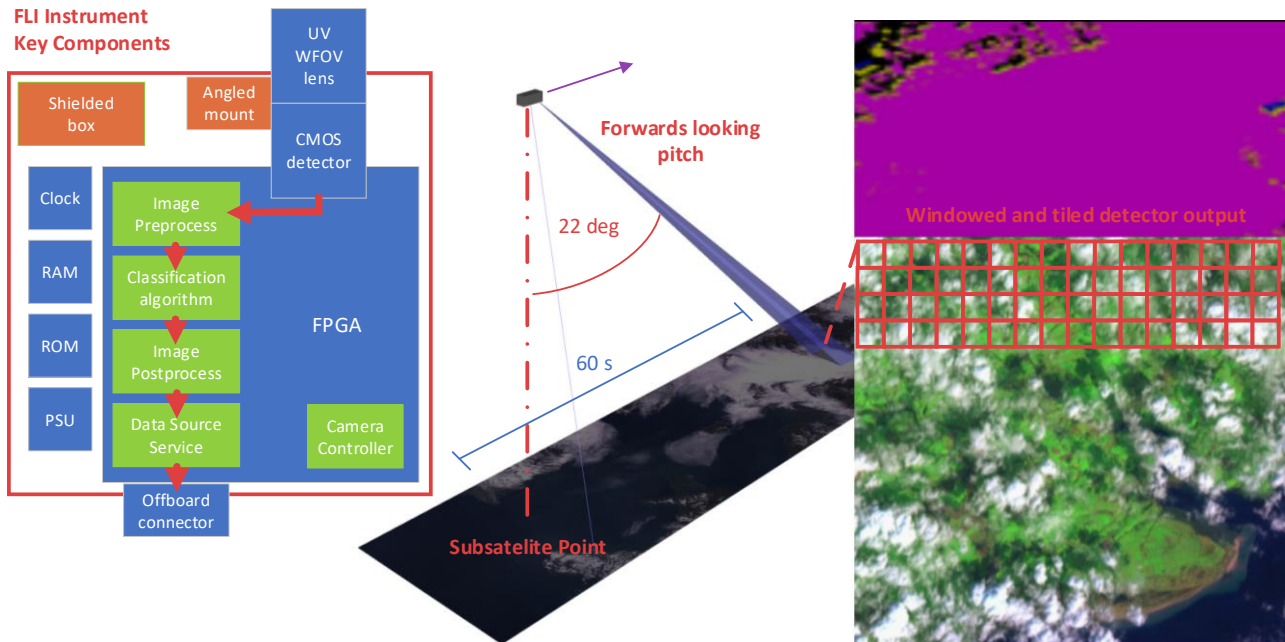 FLI Instrument
Key Components
UV
WFOV
lens
Shielded
box
Angled
mount
CMOS
detector
Clock
RAM
ROM
PSU
Image
Preprocess
Classification
algorithm
Image
Postprocess
Data Source
Service
FPGA
Camera
Controller
Offboard
connector
Forwards looking
pitch
22 deg
60 s
Subsatelite Point
Windowed and tiled detector output